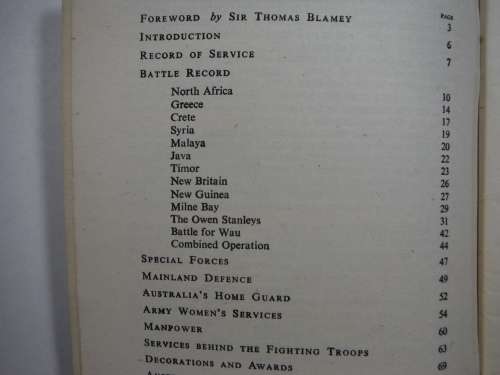 PAGE
FOREWORD by SIR THOMAS BLAMEY 3
INTRODUCTION 6
RECORD OF SERVICE 7
BATTLE RECORD
North Africa 10
Greece 14
Crete 17
Syria 19
Malaya 20
Java 22
Timor 23
New Britain 26
New Guinea 27
Milne Bay 29
The Owen Stanleys 31
Battle for Wau 42
Combined Operation 44
SPECIAL FORCES 47
MAINLAND DEFENCE 49
AUSTRALIA'S HOME GUARD 52
ARMY WOMEN'S SERVICES 54
MANPOWER 60
SERVICES BEHIND THE FIGHTING TROOPS 63
DECORATIONS AND AWARDS 69